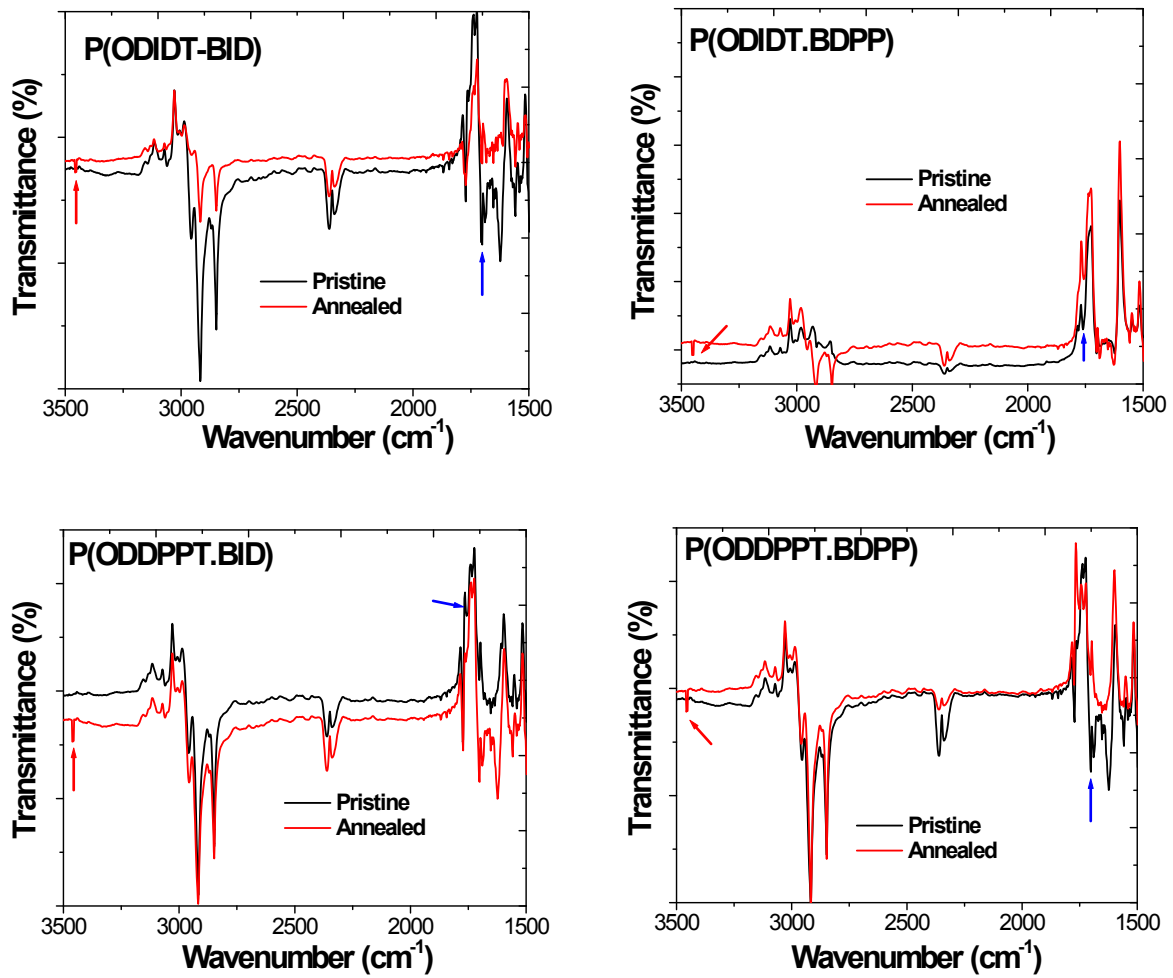 P(ODIDT-BID)
Transmittance (%)
Pristine
Annealed
3500 3000 2500 2000 1500
Wavenumber (cm-1)
P(ODIDT.BDPP)
Transmittance (%)
Pristine
Annealed
3500 3000 2500 2000 1500
Wavenumber (cm-1)
P(ODDPPT.BID)
Transmittance (%)
Pristine
Annealed
3500 3000 2500 2000 1500
Wavenumber (cm-1)
P(ODDPPT.BDPP)
Transmittance (%)
Pristine
Annealed
3500 3000 2500 2000 1500
Wavenumber (cm-1)